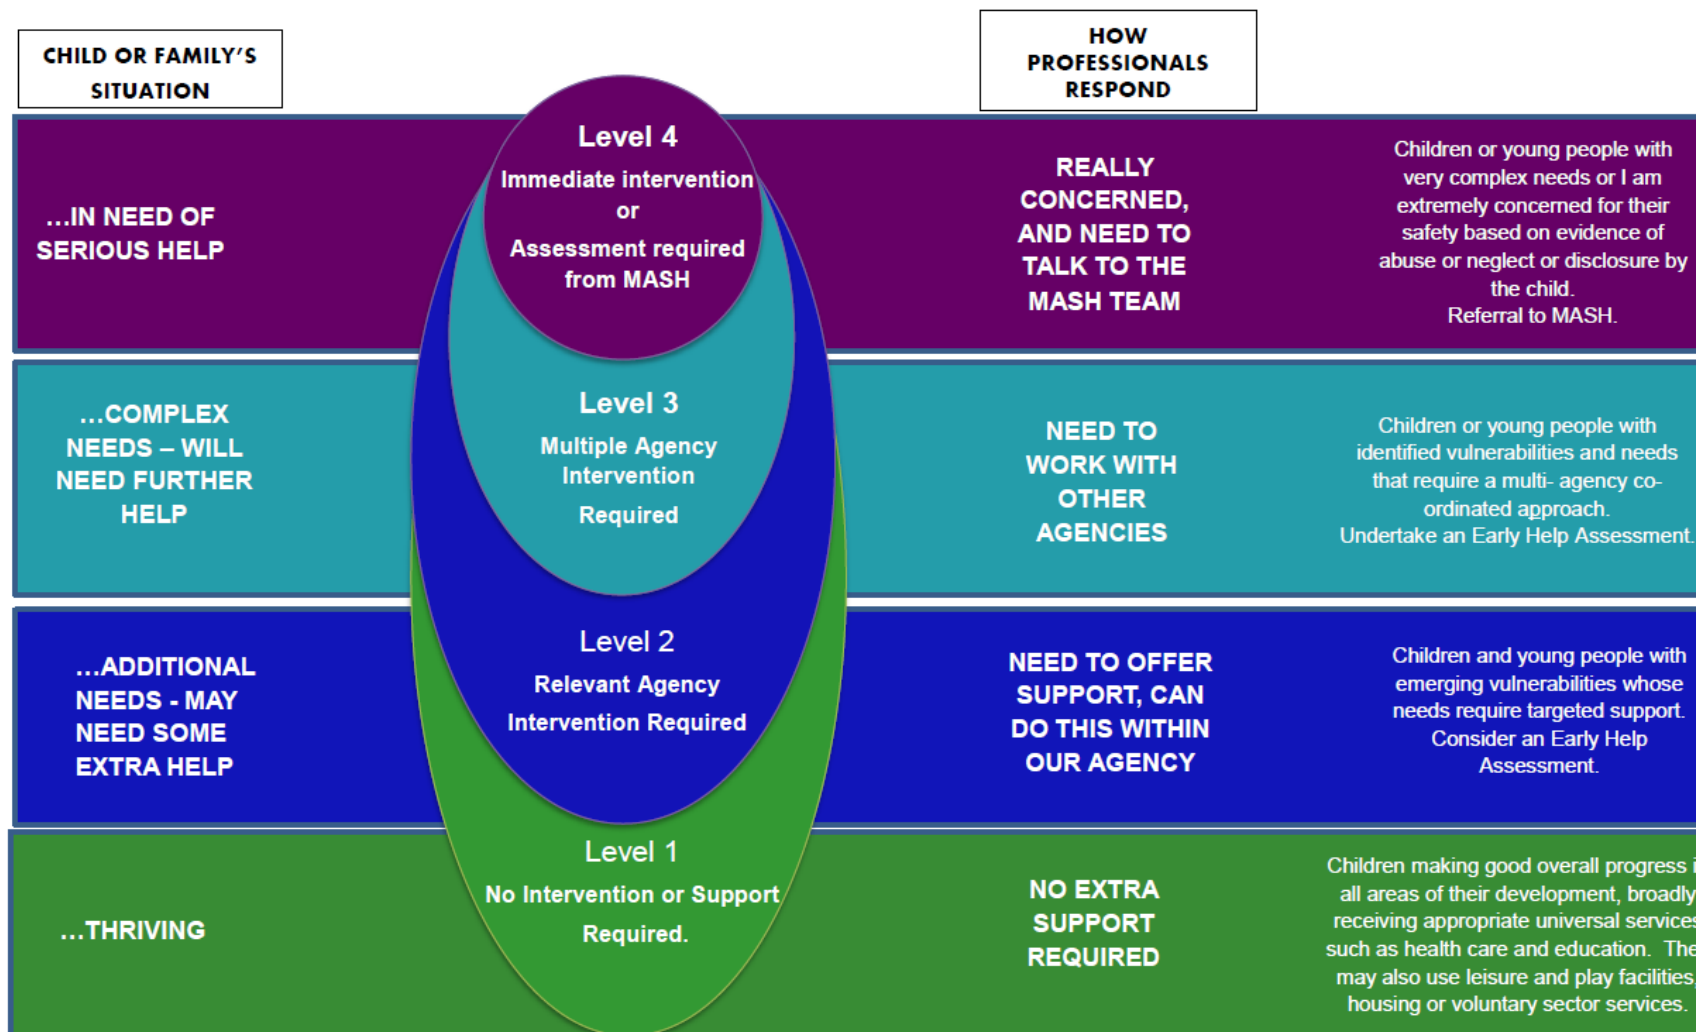 CHILD OR FAMILY'S
SITUATION
HOW
PROFESSIONALS
RESPOND
...IN NEED OF
SERIOUS HELP
Level 4
Immediate intervention
or
Assessment required
from MASH
REALLY
CONCERNED,
AND NEED TO
TALK TO THE
MASH TEAM
Children or young people with
very complex needs or I am
extremely concerned for their
safety based on evidence of
abuse or neglect or disclosure by
the child.
Referral to MASH.
...COMPLEX
NEEDS – WILL
NEED FURTHER
HELP
Level 3
Multiple Agency
Intervention
Required
NEED TO
WORK WITH
OTHER
AGENCIES
Children or young people with
identified vulnerabilities and needs
that require a multi- agency co-
ordinated approach.
Undertake an Early Help Assessment.
...ADDITIONAL
NEEDS - MAY
NEED SOME
EXTRA HELP
Level 2
Relevant Agency
Intervention Required
NEED TO OFFER
SUPPORT, CAN
DO THIS WITHIN
OUR AGENCY
Children and young people with
emerging vulnerabilities whose
needs require targeted support.
Consider an Early Help
Assessment.
...THRIVING
Level 1
No Intervention or Support
Required.
NO EXTRA
SUPPORT
REQUIRED
Children making good overall progress
all areas of their development, broadly
receiving appropriate universal services
such as health care and education.
may also use leisure and play facilities,
housing or voluntary sector services.